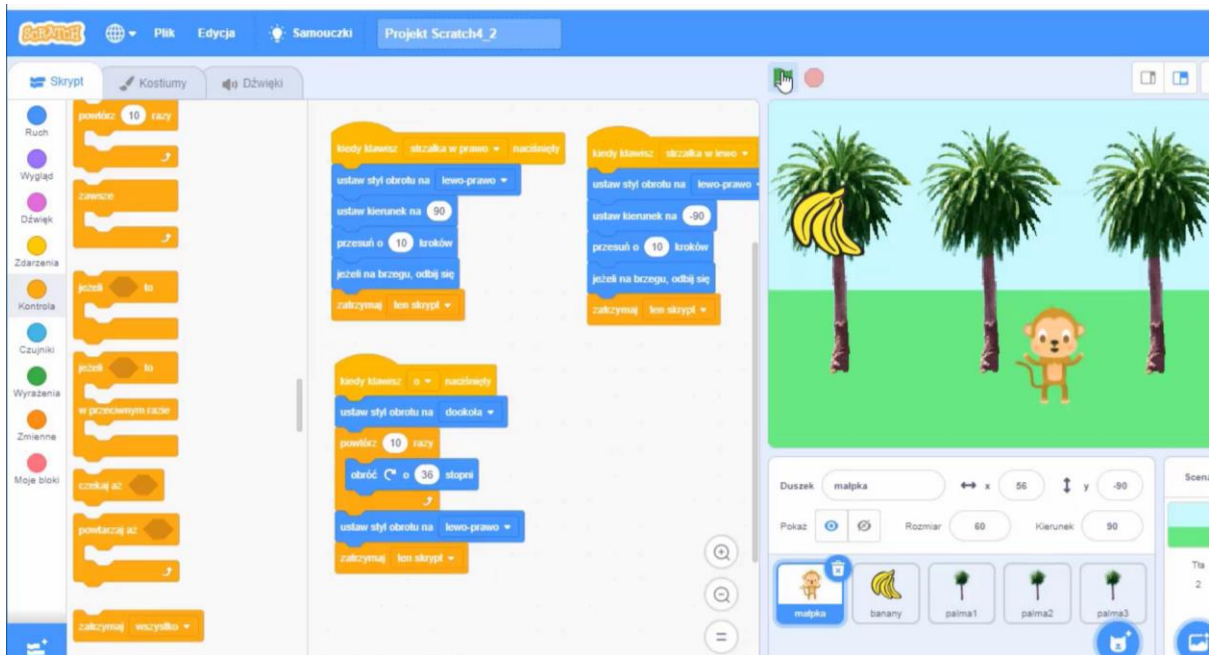 SCRATCH Plik Edycja Samouczki Projekt Scratch4_2
Skrypt Kostiumy Dźwięki
Ruch
Wygląd
Dźwięk
Zdarzenia
Kontrola
Czujniki
Wyrażenia
Zmienne
Moje bloki
powtórz 10 razy
zawsze
jeżeli to
jeżeli to
w przeciwnym razie
czekaj aż
powtarzaj aż
zatrzymaj wszystko
kiedy klawisz strzałka w prawo naciśnięty
ustaw styl obrotu na lewo-prawo
ustaw kierunek na 90
przesuń o 10 kroków
jeżeli na brzegu, odbij się
zatrzymaj ten skrypt
kiedy klawisz strzałka w lewo
ustaw styl obrotu na lewo-prawo
ustaw kierunek na -90
przesuń o 10 kroków
jeżeli na brzegu, odbij się
zatrzymaj ten skrypt
kiedy klawisz o naciśnięty
ustaw styl obrotu na dookoła
powtórz 10 razy
obróć o 36 stopni
ustaw styl obrotu na lewo-prawo
zatrzymaj ten skrypt
Duszek małpka x 56 y -90
Pokaż Rozmiar 60 Kierunek 90
małpka banany palma1 palma2 palma3
Scena
Tła
2